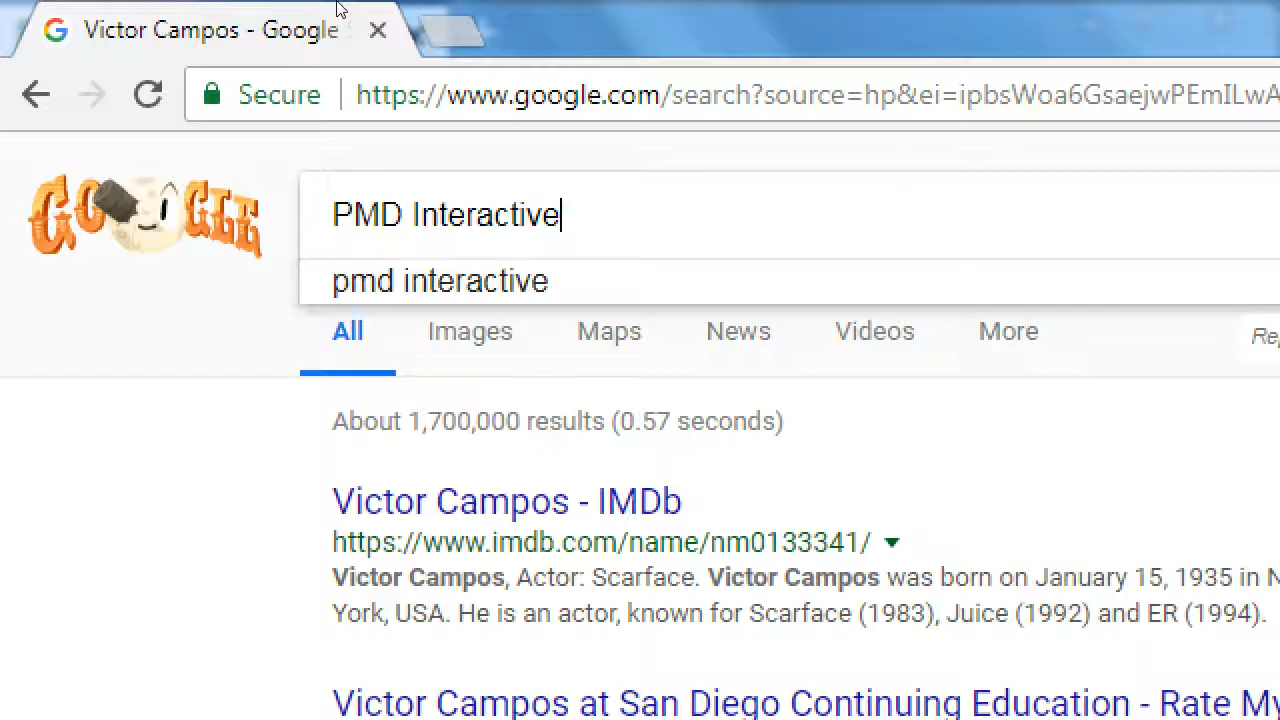 Victor Campos - Google
Secure
https://www.google.com/search?source=hp&ei=ipbsWoa6GsaejwPEmILwA
GOOGLE
PMD Interactive
pmd interactive
All Images Maps News Videos More
About 1,700,000 results (0.57 seconds)
Victor Campos - IMDb
https://www.imdb.com/name/nm0133341/
Victor Campos, Actor: Scarface. Victor Campos was born on January 15, 1935 in N
York, USA. He is an actor, known for Scarface (1983), Juice (1992) and ER (1994).
Victor Campos at San Diego Continuing Education - Rate My